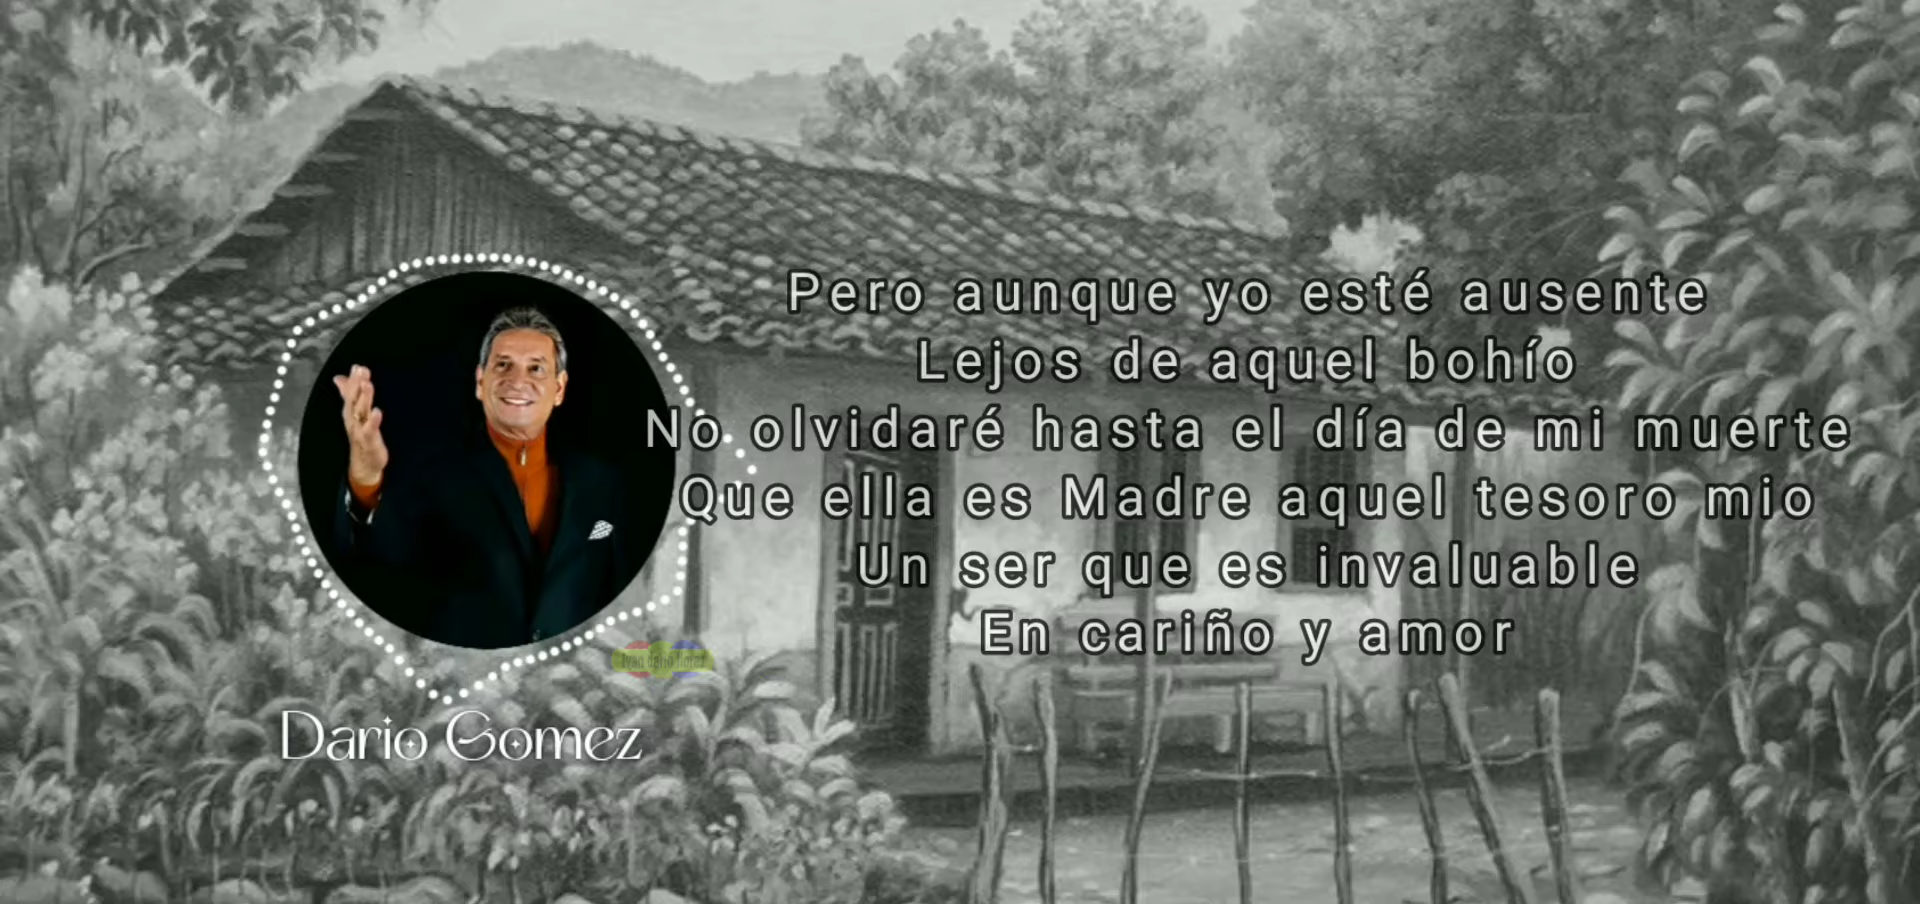 Pero aunque yo esté ausente
Lejos de aquel bohío
No olvidaré hasta el día de mi muerte
Que ella es Madre aquel tesoro mio
Un ser que es invaluable
En cariño y amor
Dario Gomez